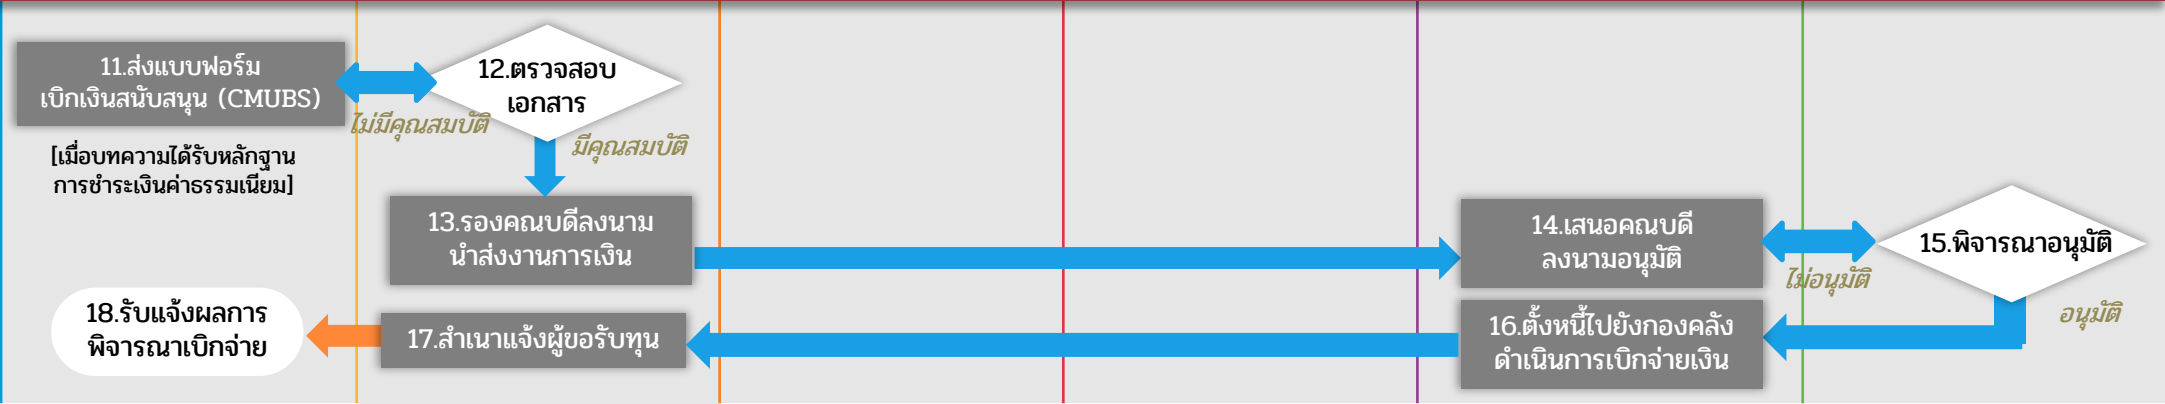 11.ส่งแบบฟอร์ม
เบิกเงินสนับสนุน (CMUBS)
[เมื่อบทความได้รับหลักฐาน
การชำระเงินค่าธรรมเนียม]
12.ตรวจสอบ
เอกสาร
ไม่มีคุณสมบัติ
มีคุณสมบัติ
13.รองคณบดีลงนาม
นำส่งงานการเงิน
14.เสนอคณบดี
ลงนามอนุมัติ
15.พิจารณาอนุมัติ
ไม่อนุมัติ
อนุมัติ
16.ตั้งหนี้ไปยังกองคลัง
ดำเนินการเบิกจ่ายเงิน
17.สำเนาแจ้งผู้ขอรับทุน
18.รับแจ้งผลการ
พิจารณาเบิกจ่าย